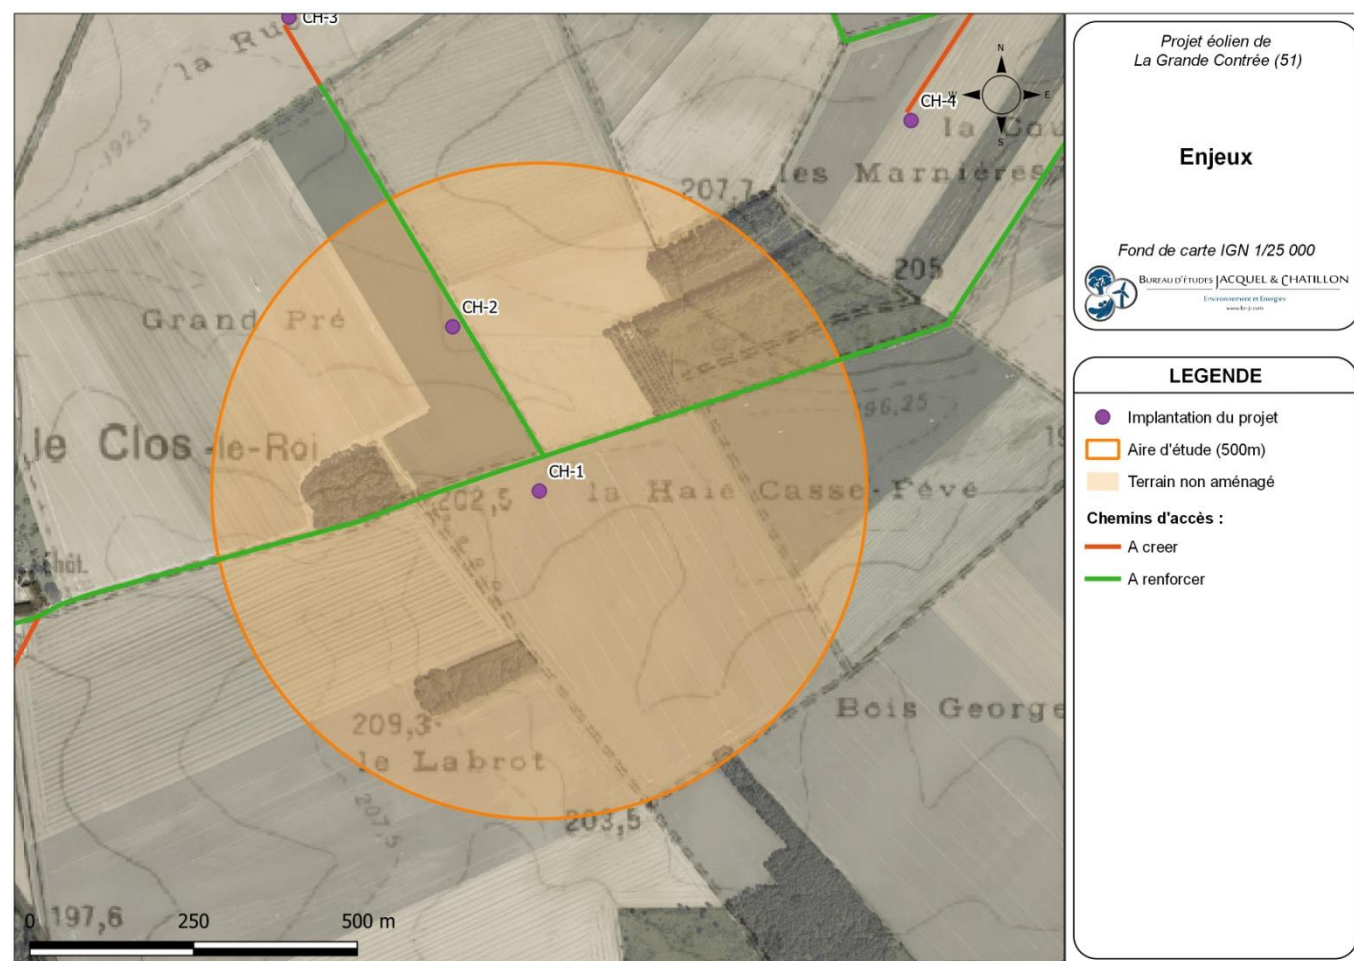 CH-3
la Ru
192,5
CH-4
la Cou
les Marnières
207,7
205
Grand Pré
CH-2
196,25
le Clos-le-Roi
CH-1
202,5
la Haie Casse-Févé
chât.
Bois George
209,3
le Labrot
207,5
203,5
197,6
0 250 500 m
N
W E
S
Projet éolien de
La Grande Contrée (51)
Enjeux
Fond de carte IGN 1/25 000
BUREAU D'ÉTUDES JACQUEL & CHATILLON
Environnement et Energies
LEGENDE
Implantation du projet
Aire d'étude (500m)
Terrain non aménagé
Chemins d'accès :
A creer
A renforcer